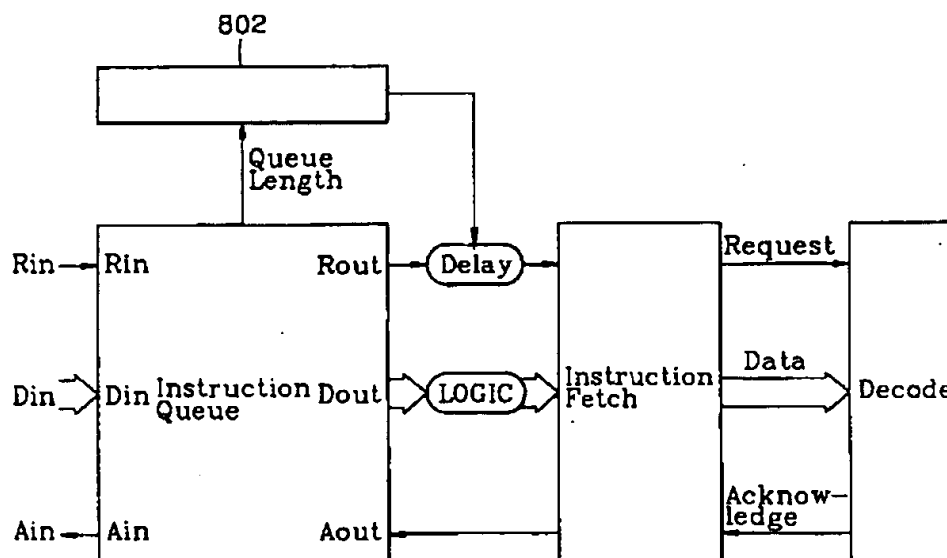 802
Queue
Length
Rin
Rin
Rout
Delay
Request
Din
Din
Instruction
Queue
Dout
LOGIC
Instruction
Fetch
Data
Decode
Ain
Ain
Aout
Acknow-
ledge